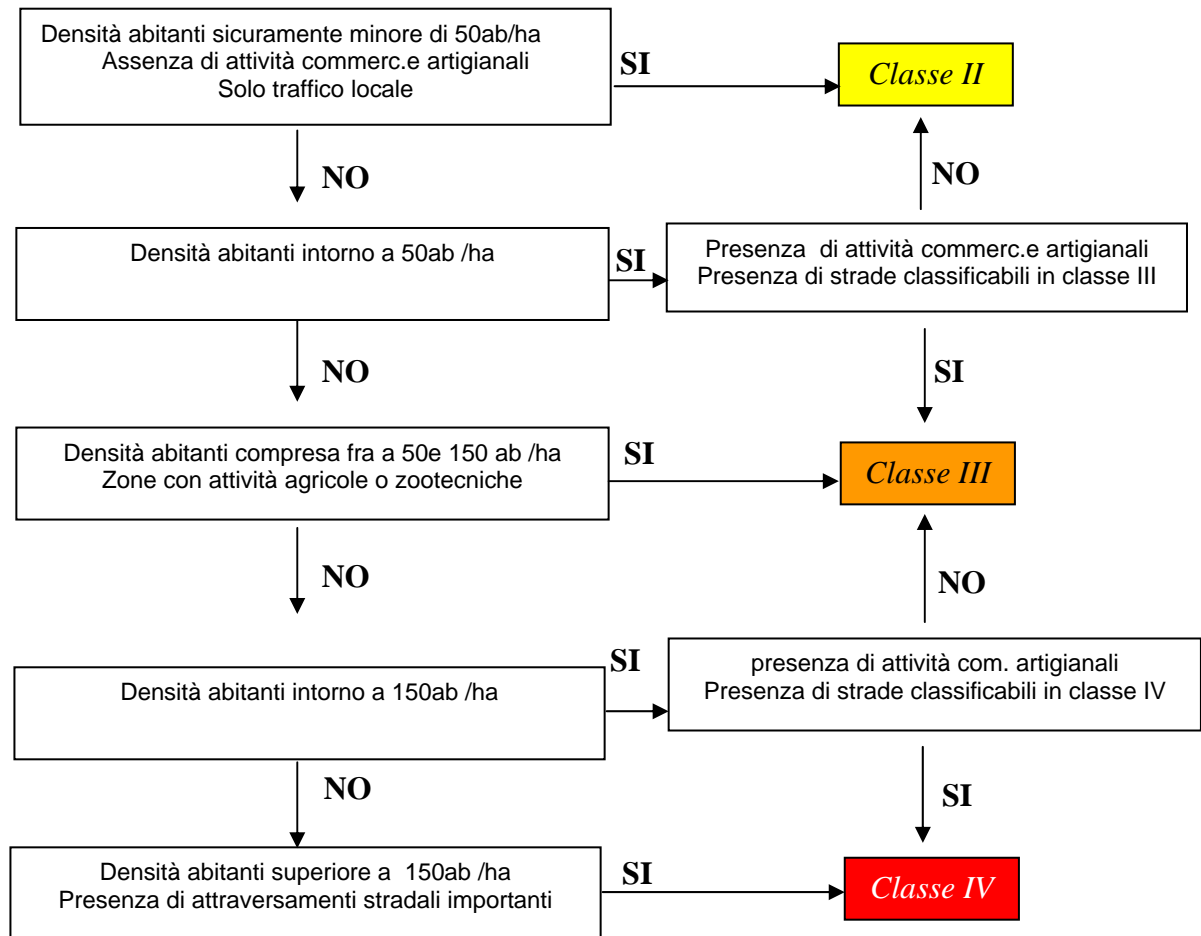 Densità abitanti sicuramente minore di 50ab/ha
Assenza di attività commerc.e artigianali
Solo traffico locale
SI
Classe II
NO
NO
Densità abitanti intorno a 50ab /ha
SI
Presenza di attività commerc.e artigianali
Presenza di strade classificabili in classe III
NO
SI
Densità abitanti compresa fra a 50e 150 ab /ha
Zone con attività agricole o zootecniche
SI
Classe III
NO
NO
Densità abitanti intorno a 150ab /ha
SI
presenza di attività com. artigianali
Presenza di strade classificabili in classe IV
NO
SI
Densità abitanti superiore a 150ab /ha
Presenza di attraversamenti stradali importanti
SI
Classe IV